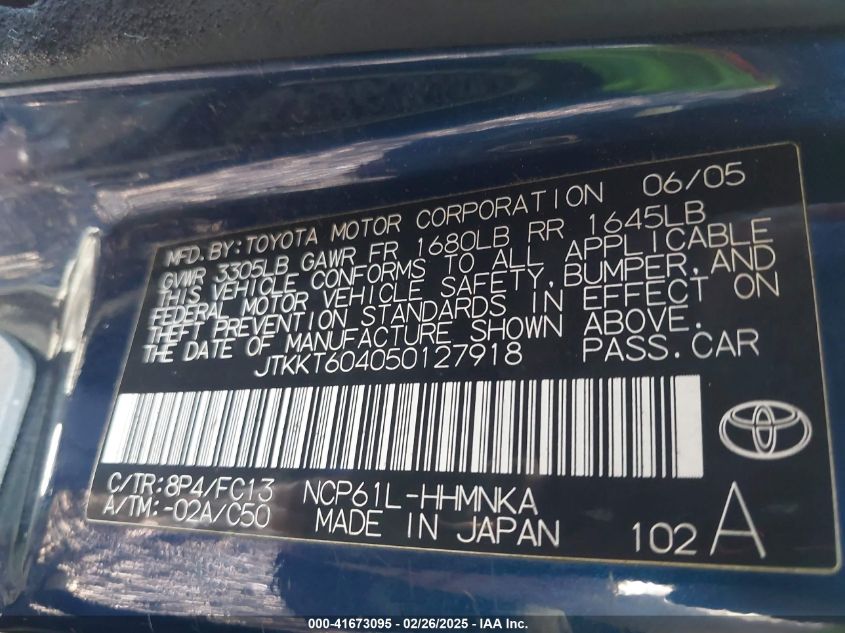 MFD.BY:TOYOTA MOTOR CORPORATION 06/05
GVWR 3305LB GAWR FR 1680LB RR 1645LB
THIS VEHICLE CONFORMS TO ALL APPLICABLE
FEDERAL MOTOR VEHICLE SAFETY,BUMPER,AND
THEFT PREVENTION STANDARDS IN EFFECT ON
THE DATE OF MANUFACTURE SHOWN ABOVE.
JTKKT604050127918 PASS.CAR
C/TR:8P4/FC13 NCP61L-HHMNKA
A/TM:-02A/C50 MADE IN JAPAN 102 A
000-41673095 - 02/26/2025 - IAA Inc.